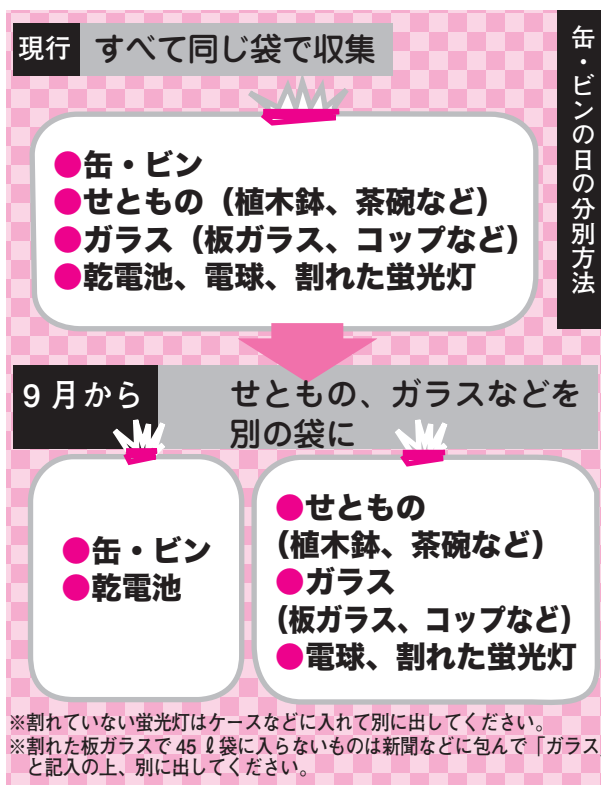 缶・ビンの日の分別方法
現行 すべて同じ袋で収集
●缶・ビン
●せともの（植木鉢、茶碗など）
●ガラス（板ガラス、コップなど）
●乾電池、電球、割れた蛍光灯
9月から せともの、ガラスなどを
別の袋に
●缶・ビン
●乾電池
●せともの
（植木鉢、茶碗など）
●ガラス
（板ガラス、コップなど）
●電球、割れた蛍光灯
※割れていない蛍光灯はケースなどに入れて別に出してください。
※割れた板ガラスで45ℓ袋に入らないものは新聞などに包んで「ガラス」
と記入の上、別に出してください。